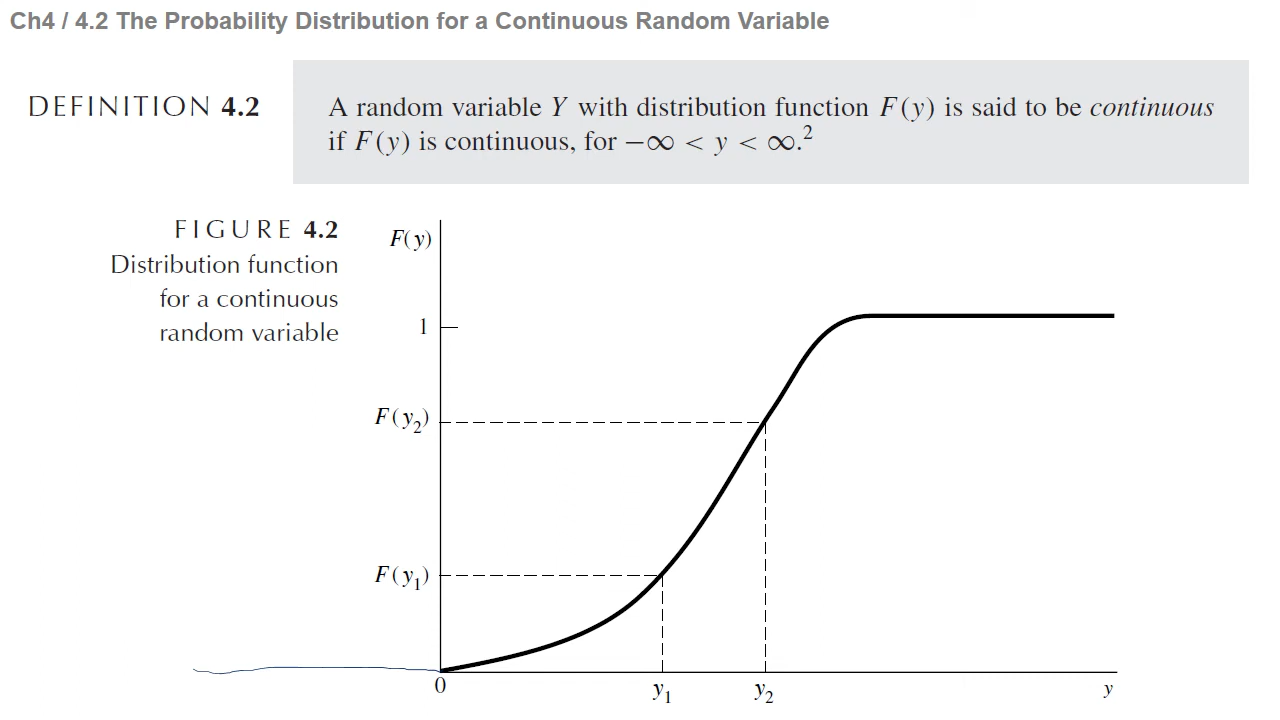 Ch4 / 4.2 The Probability Distribution for a Continuous Random Variable
DEFINITION 4.2
A random variable Y with distribution function F(y) is said to be continuous
if F(y) is continuous, for −∞ < y < ∞.²
FIGURE 4.2
Distribution function
for a continuous
random variable
F(y)
1
F(y₂)
F(y₁)
0
y₁
y₂
y